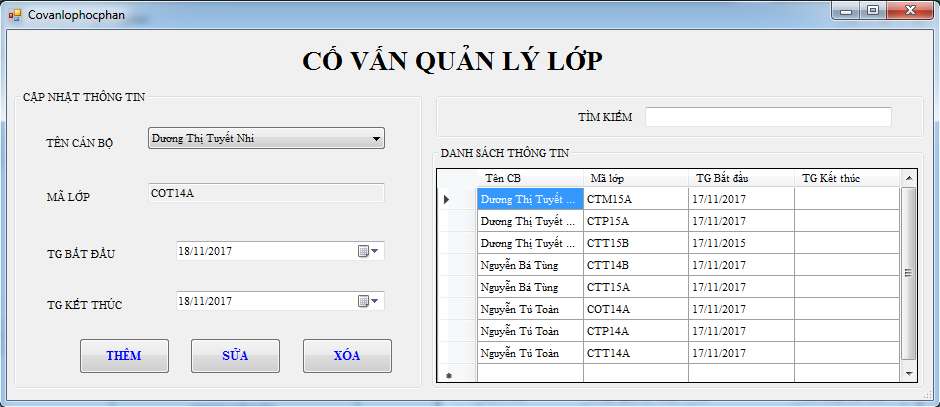 Covanlophocphan
CỐ VẤN QUẢN LÝ LỚP
CẬP NHẬT THÔNG TIN
TÊN CÁN BỘ
Dương Thị Tuyết Nhi
MÃ LỚP
COT14A
TG BẮT ĐẦU
18/11/2017
TG KẾT THÚC
18/11/2017
THÊM
SỬA
XÓA
TÌM KIẾM
DANH SÁCH THÔNG TIN
Tên CB Mã lớp TG Bắt đầu TG Kết thúc
Dương Thị Tuyết ... CTM15A 17/11/2017
Dương Thị Tuyết ... CTP15A 17/11/2017
Dương Thị Tuyết ... CTT15B 17/11/2015
Nguyễn Bá Tùng CTT14B 17/11/2017
Nguyễn Bá Tùng CTT15A 17/11/2017
Nguyễn Tú Toàn COT14A 17/11/2017
Nguyễn Tú Toàn CTP14A 17/11/2017
Nguyễn Tú Toàn CTT14A 17/11/2017